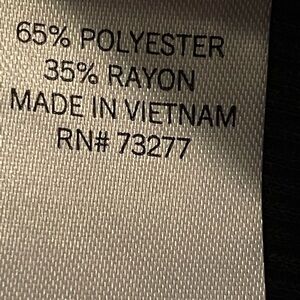 65% POLYESTER
35% RAYON
MADE IN VIETNAM
RN# 73277